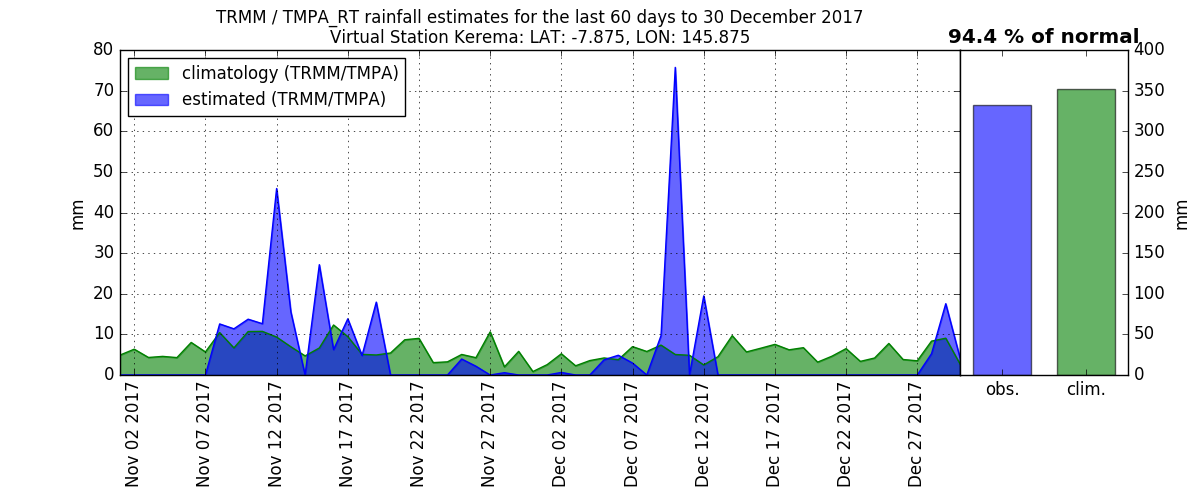 TRMM / TMPA_RT rainfall estimates for the last 60 days to 30 December 2017
Virtual Station Kerema: LAT: -7.875, LON: 145.875
94.4 % of normal
climatology (TRMM/TMPA)
estimated (TRMM/TMPA)
80
70
60
50
40
30
20
10
0
mm
Nov 02 2017
Nov 07 2017
Nov 12 2017
Nov 17 2017
Nov 22 2017
Nov 27 2017
Dec 02 2017
Dec 07 2017
Dec 12 2017
Dec 17 2017
Dec 22 2017
Dec 27 2017
obs.
clim.
400
350
300
250
200
150
100
50
0
mm